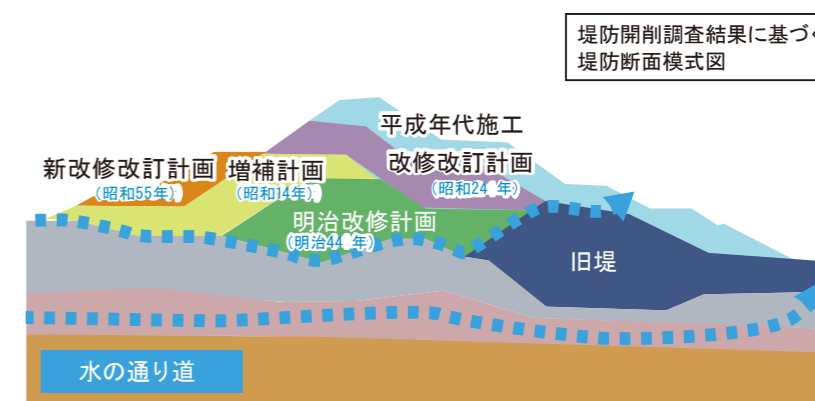 堤防開削調査結果に基づく
堤防断面模式図
平成年代施工
新改修改訂計画
(昭和55年)
増補計画
(昭和14年)
改修改訂計画
(昭和24 年)
明治改修計画
(明治44 年)
旧堤
水の通り道